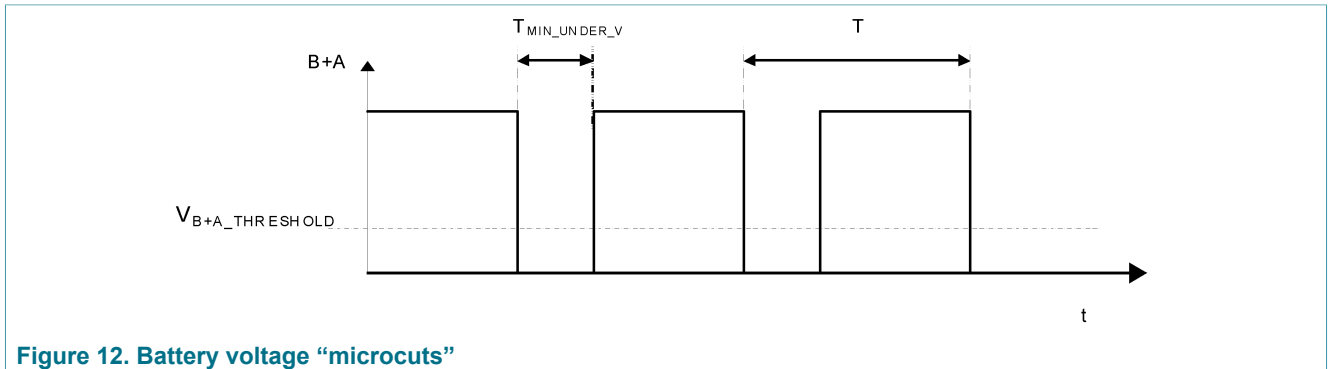 T MIN_UNDER_V
T
B+A
V B+A_THRESHOLD
t
Figure 12. Battery voltage “microcuts”